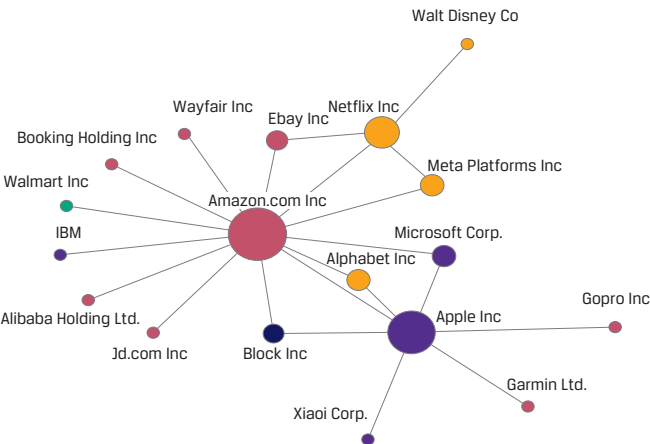 Walt Disney Co
Wayfair Inc
Netflix Inc
Ebay Inc
Booking Holding Inc
Meta Platforms Inc
Walmart Inc
Amazon.com Inc
IBM
Microsoft Corp.
Alphabet Inc
Gopro Inc
Alibaba Holding Ltd.
Apple Inc
Jd.com Inc
Block Inc
Garmin Ltd.
Xiaoi Corp.